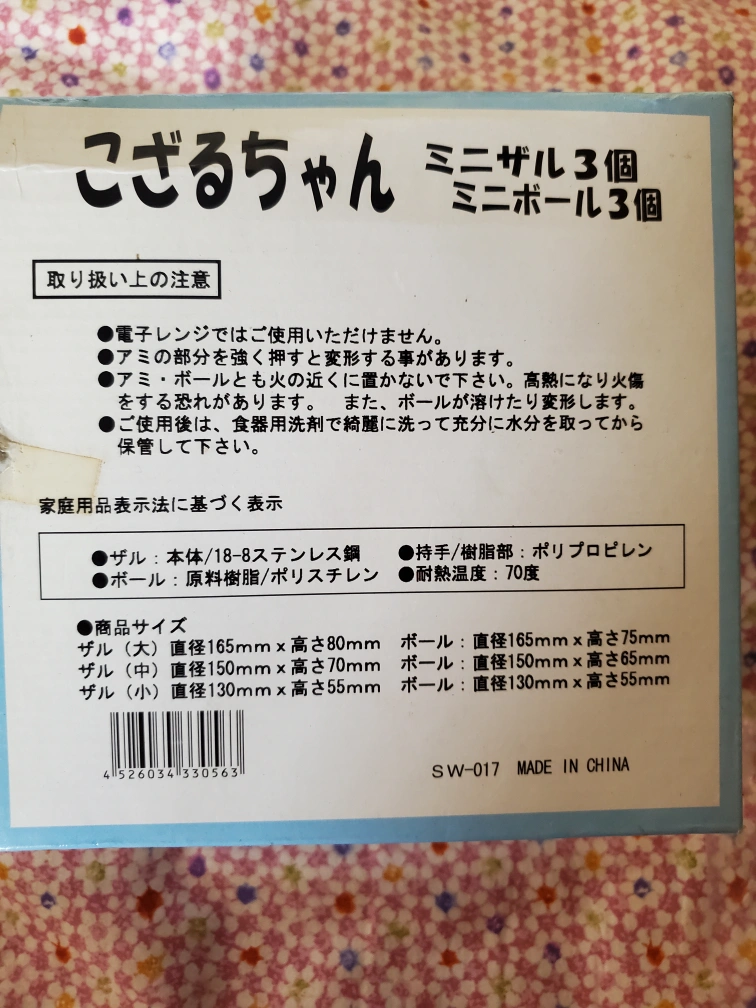 こざるちゃん
ミニザル3個
ミニボール3個
取り扱い上の注意
●電子レンジではご使用いただけません。
●アミの部分を強く押すと変形する事があります。
●アミ・ボールとも火の近くに置かないで下さい。高熱になり火傷
をする恐れがあります。 また、ボールが溶けたり変形します。
●ご使用後は、食器用洗剤で綺麗に洗って充分に水分を取ってから
保管して下さい。
家庭用品表示法に基づく表示
●ザル：本体/18-8ステンレス鋼 ●持手/樹脂部：ポリプロピレン
●ボール：原料樹脂/ポリスチレン ●耐熱温度：70度
●商品サイズ
ザル（大）直径165mmｘ高さ80mm ボール：直径165mmｘ高さ75mm
ザル（中）直径150mmｘ高さ70mm ボール：直径150mmｘ高さ65mm
ザル（小）直径130mmｘ高さ55mm ボール：直径130mmｘ高さ55mm
4 526034 330563
SW-017 MADE IN CHINA